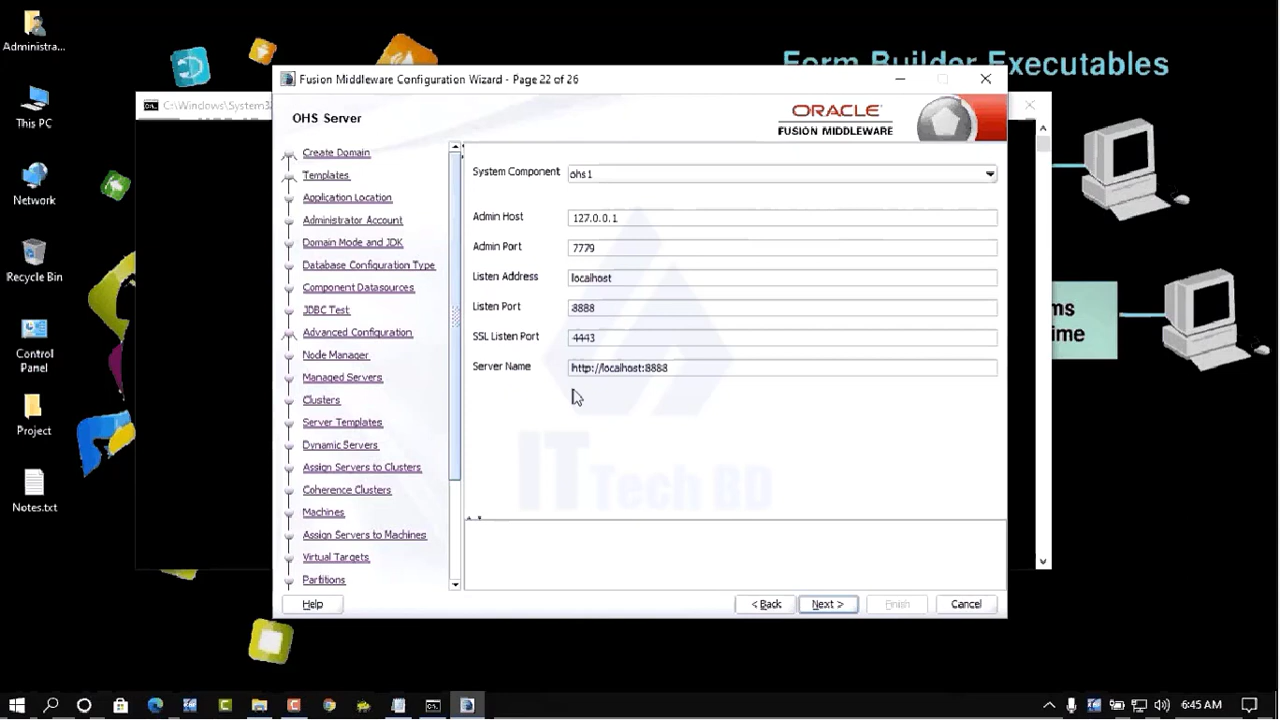 Administra...
This PC
Network
Recycle Bin
Control
Panel
Project
Notes.txt
Form Builder Executables
C:\Windows\System3
ms
ime
Fusion Middleware Configuration Wizard - Page 22 of 26
OHS Server
ORACLE
FUSION MIDDLEWARE
Create Domain
Templates
Application Location
Administrator Account
Domain Mode and JDK
Database Configuration Type
Component Datasources
JDBC Test
Advanced Configuration
Node Manager
Managed Servers
Clusters
Server Templates
Dynamic Servers
Assign Servers to Clusters
Coherence Clusters
Machines
Assign Servers to Machines
Virtual Targets
Partitions
System Component ohs1
Admin Host 127.0.0.1
Admin Port 7779
Listen Address localhost
Listen Port 8888
SSL Listen Port 4443
Server Name http://localhost:8888
IT Tech BD
Help
< Back
Next >
Finish
Cancel
6:45 AM